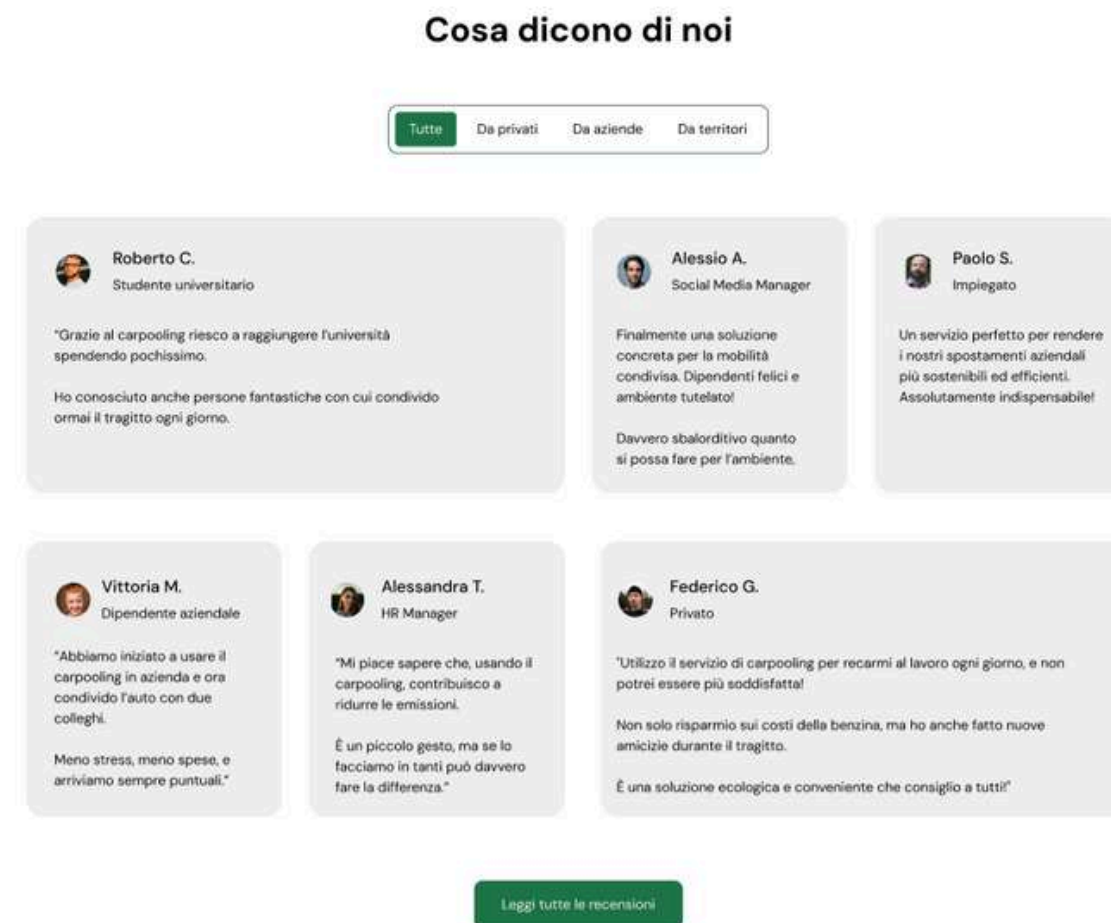 Cosa dicono di noi
Tutte
Da privati
Da aziende
Da territori
Roberto C.
Studente universitario
"Grazie al carpooling riesco a raggiungere l'università
spendendo pochissimo.
Ho conosciuto anche persone fantastiche con cui condivido
ormai il tragitto ogni giorno.
Alessio A.
Social Media Manager
Finalmente una soluzione
concreta per la mobilità
condivisa. Dipendenti felici e
ambiente tutelato!
Davvero sbalorditivo quanto
si possa fare per l'ambiente.
Paolo S.
Impiegato
Un servizio perfetto per rendere
i nostri spostamenti aziendali
più sostenibili ed efficienti.
Assolutamente indispensabile!
Vittoria M.
Dipendente aziendale
"Abbiamo iniziato a usare il
carpooling in azienda e ora
condivido l'auto con due
colleghi.
Meno stress, meno spese, e
arriviamo sempre puntuali."
Alessandra T.
HR Manager
"Mi piace sapere che, usando il
carpooling, contribuisco a
ridurre le emissioni.
È un piccolo gesto, ma se lo
facciamo in tanti può davvero
fare la differenza."
Federico G.
Privato
"Utilizzo il servizio di carpooling per recarmi al lavoro ogni giorno, e non
potrei essere più soddisfatta!
Non solo risparmio sui costi della benzina, ma ho anche fatto nuove
amicizie durante il tragitto.
È una soluzione ecologica e conveniente che consiglio a tutti!"
Leggi tutte le recensioni